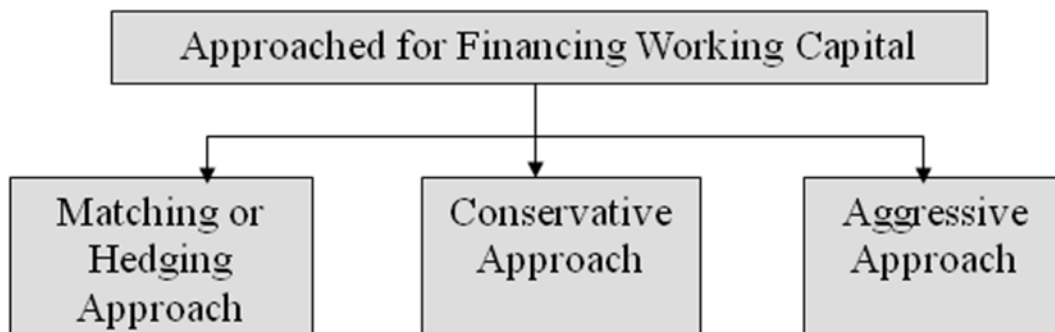 Approached for Financing Working Capital
Matching or
Hedging
Approach
Conservative
Approach
Aggressive
Approach